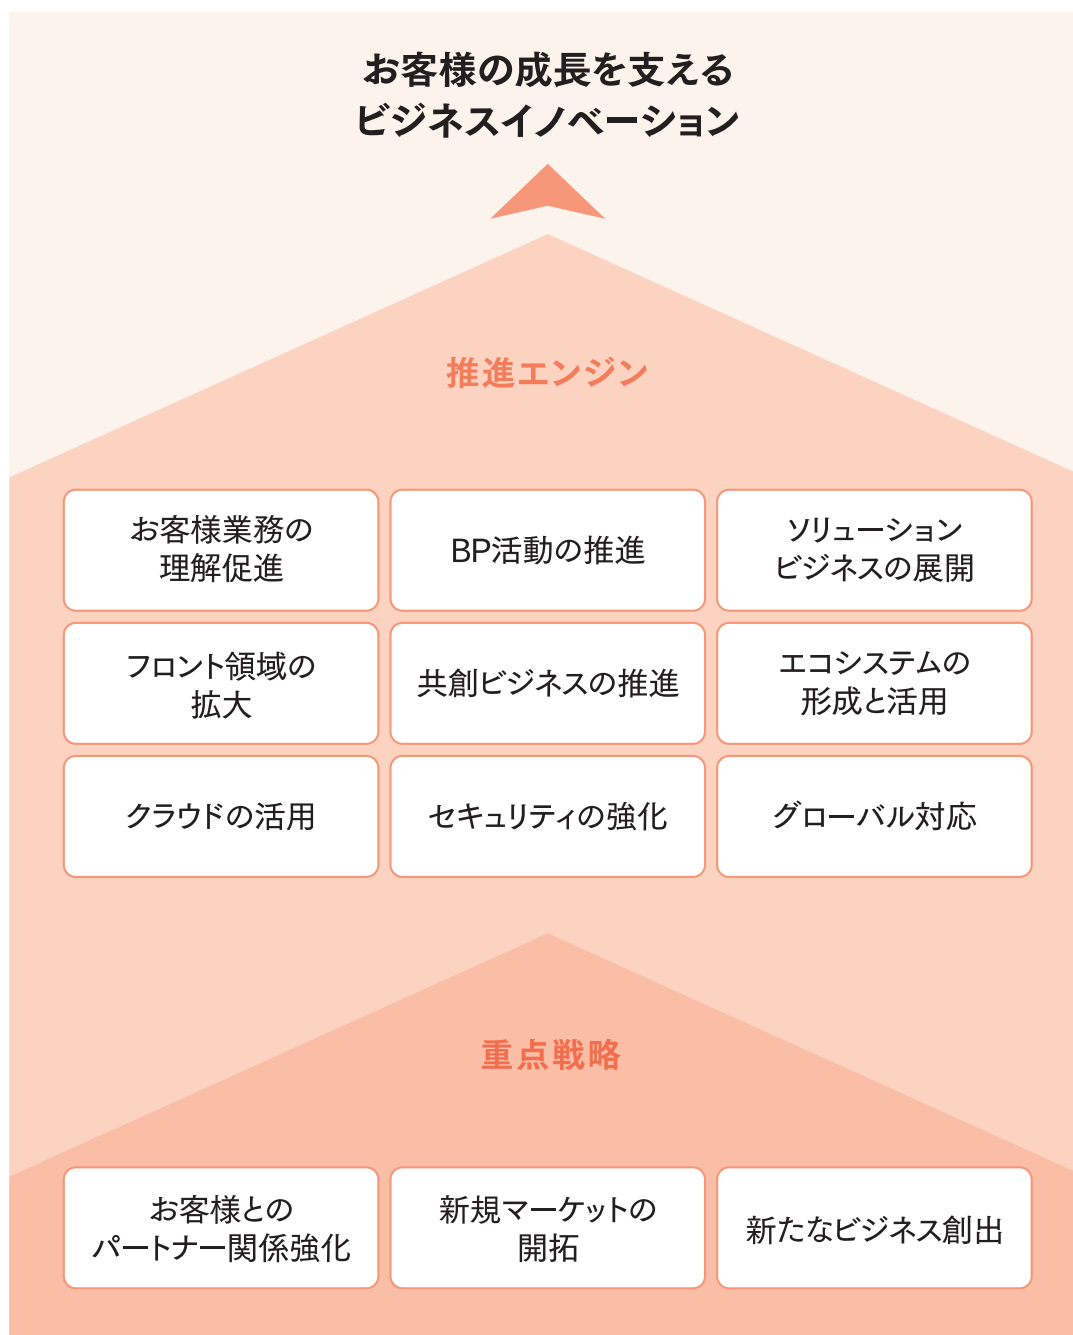 お客様の成長を支える
ビジネスイノベーション
推進エンジン
お客様業務の
理解促進
BP活動の推進
ソリューション
ビジネスの展開
フロント領域の
拡大
共創ビジネスの推進
エコシステムの
形成と活用
クラウドの活用
セキュリティの強化
グローバル対応
重点戦略
お客様との
パートナー関係強化
新規マーケットの
開拓
新たなビジネス創出